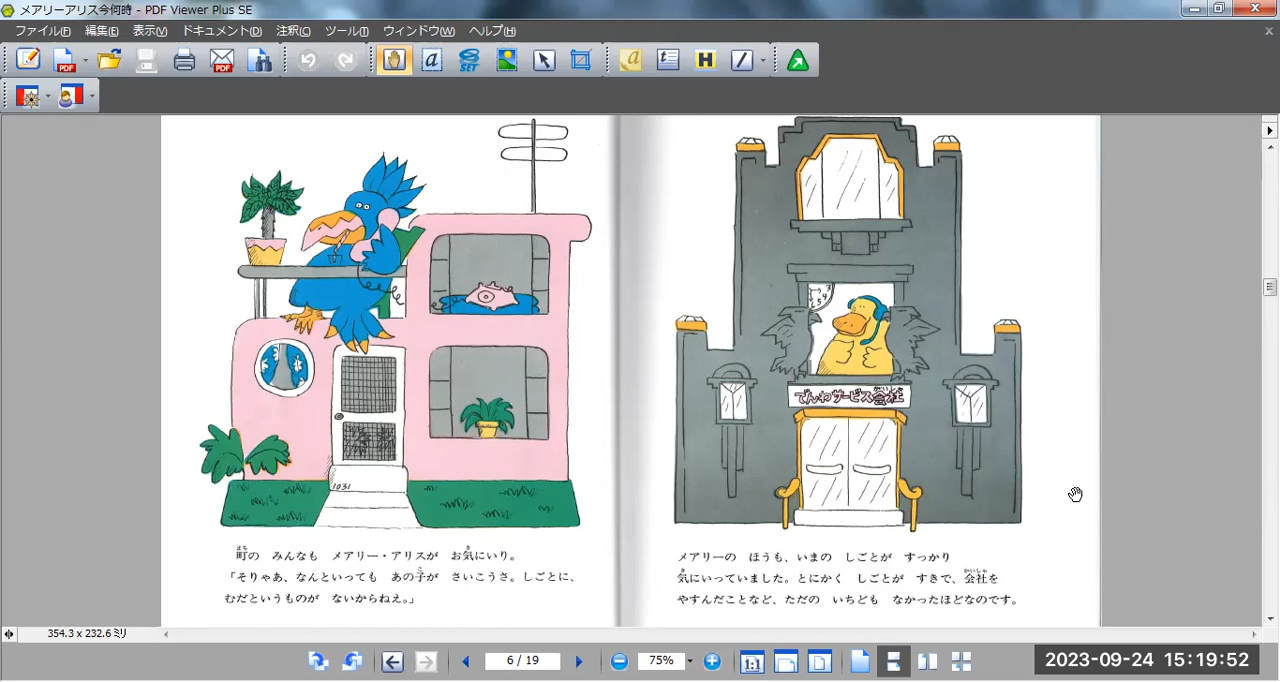 メアリーアリス今何時 - PDF Viewer Plus SE
ファイル(F) 編集(E) 表示(V) ドキュメント(D) 注釈(C) ツール(T) ウィンドウ(W) ヘルプ(H)
でんわサービス会社
1031
町の みんなも メアリー・アリスが お気にいり。
「そりゃあ、なんといっても あの子が さいこうさ。しごとに、
むだというものが ないからねえ。」
メアリーの ほうも、いまの しごとが すっかり
気にいっていました。とにかく しごとが すきで、会社を
やすんだことなど、ただの いちども なかったほどなのです。
354.3 x 232.6 ミリ
6 / 19
75%
2023-09-24 15:19:52